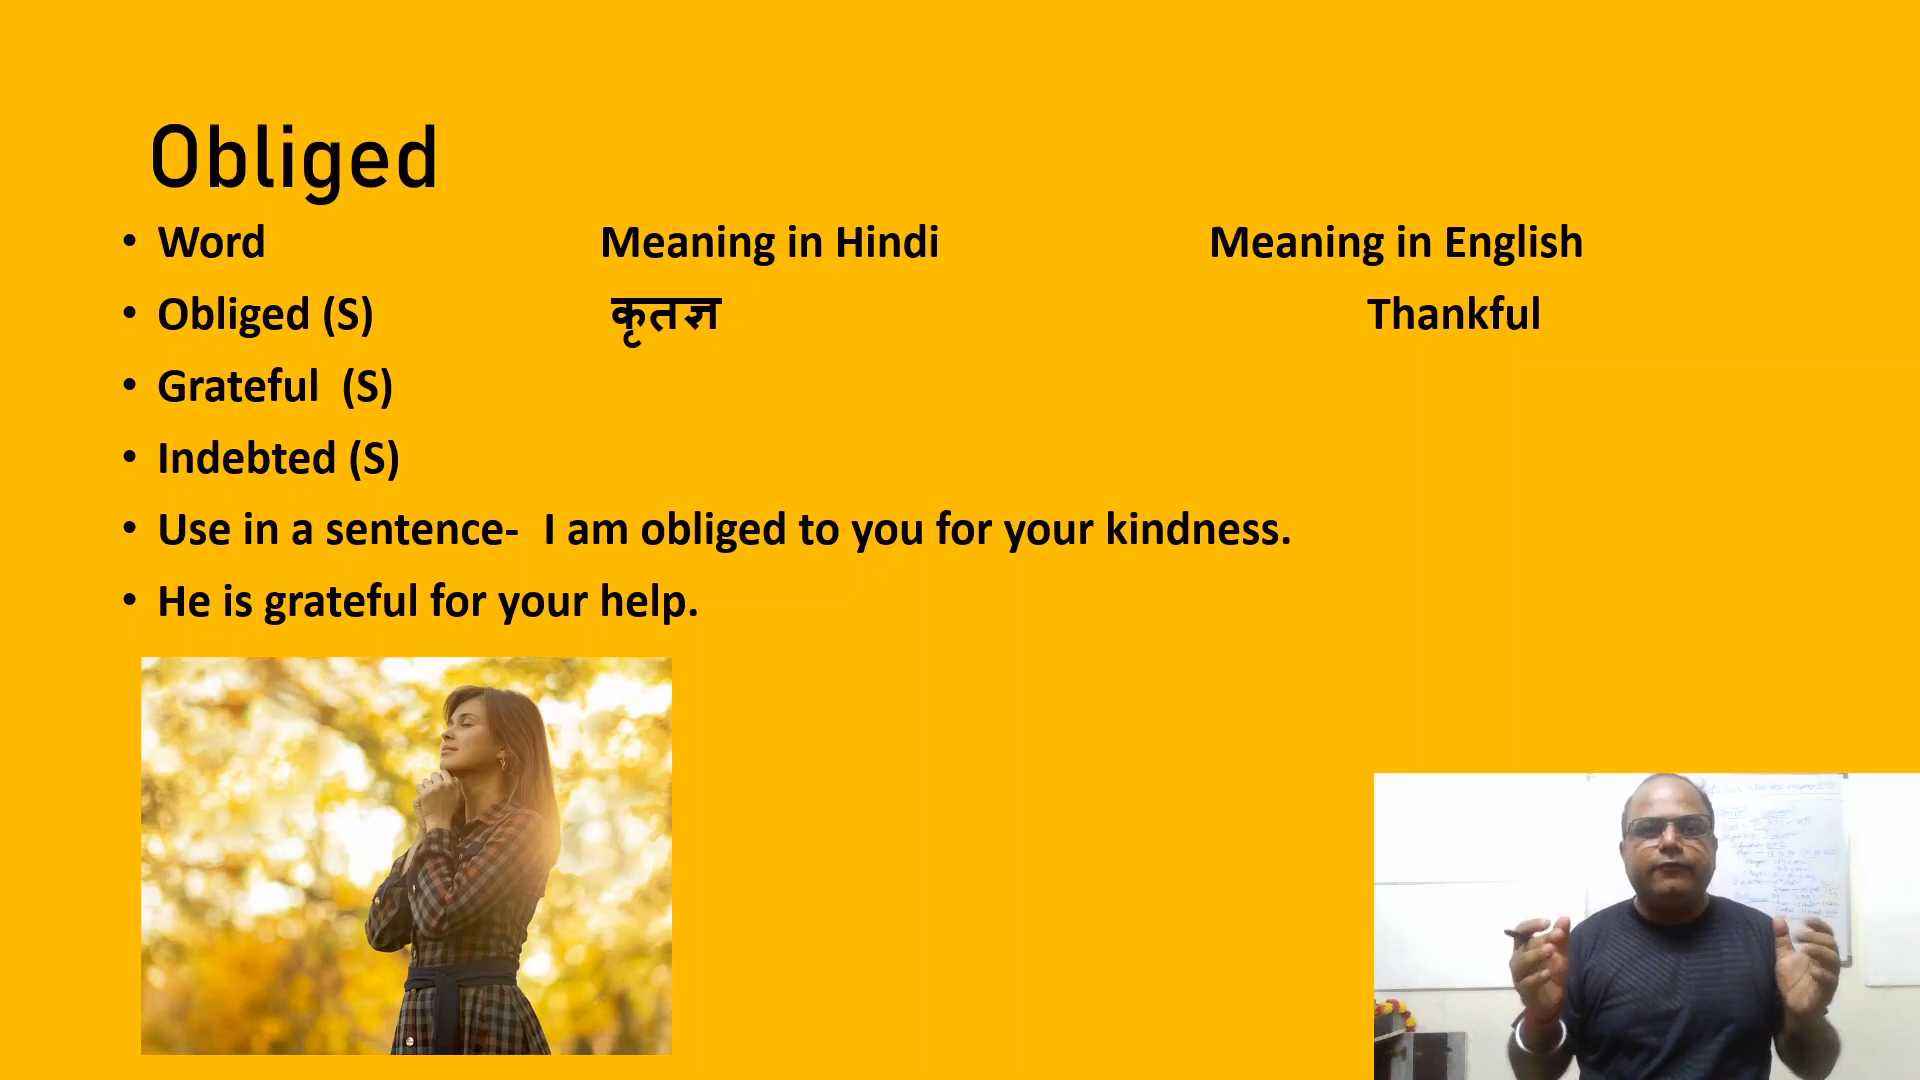 Obliged
• Word Meaning in Hindi Meaning in English
• Obliged (S) कृतज्ञ Thankful
• Grateful (S)
• Indebted (S)
• Use in a sentence- I am obliged to you for your kindness.
• He is grateful for your help.